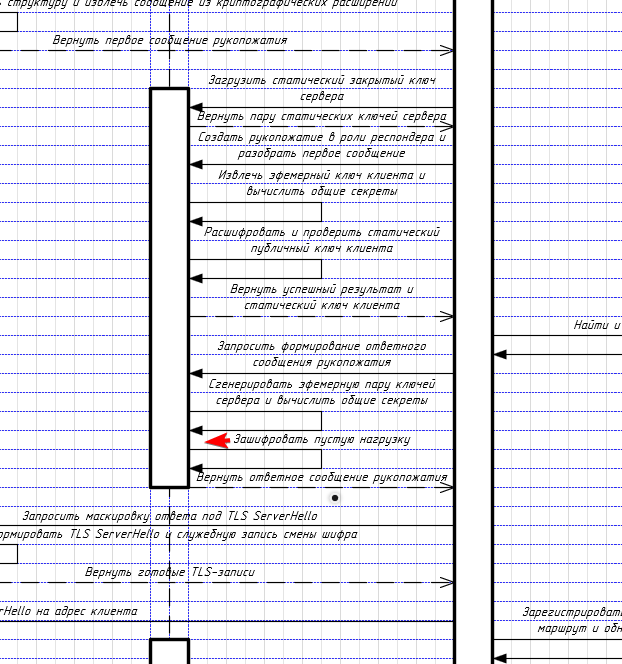 структуру и извлечь сообщение из криптографических расширений
Вернуть первое сообщение рукопожатия
Загрузить статический закрытый ключ
сервера
Вернуть пару статических ключей сервера
Создать рукопожатие в роли респондера и
разобрать первое сообщение
Извлечь эфемерный ключ клиента и
вычислить общие секреты
Расшифровать и проверить статический
публичный ключ клиента
Вернуть успешный результат и
статический ключ клиента
Найти и
Запросить формирование ответного
сообщения рукопожатия
Сгенерировать эфемерную пару ключей
сервера и вычислить общие секреты
Зашифровать пустую нагрузку
Вернуть ответное сообщение рукопожатия
Запросить маскировку ответа под TLS ServerHello
ормировать TLS ServerHello и служебную запись смены шифра
Вернуть готовые TLS-записи
rHello на адрес клиента
Зарегистрироват
маршрут и обн